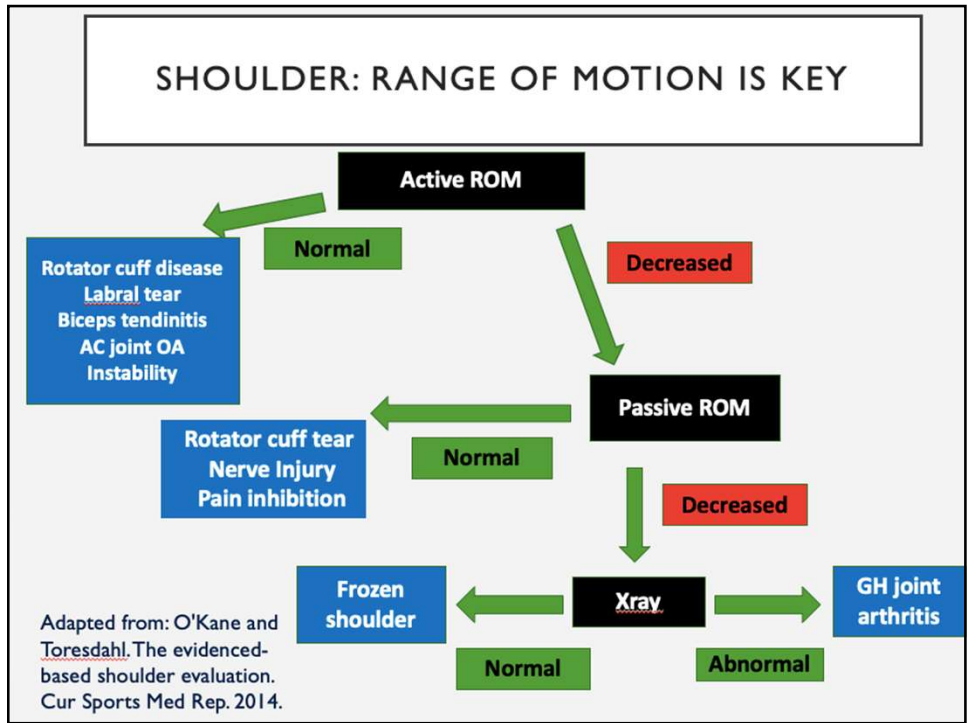 SHOULDER: RANGE OF MOTION IS KEY
Active ROM
Normal
Decreased
Rotator cuff disease
Labral tear
Biceps tendinitis
AC joint OA
Instability
Passive ROM
Normal
Rotator cuff tear
Nerve Injury
Pain inhibition
Decreased
Xray
Frozen
shoulder
GH joint
arthritis
Normal
Abnormal
Adapted from: O'Kane and
Toresdahl. The evidenced-
based shoulder evaluation.
Cur Sports Med Rep. 2014.